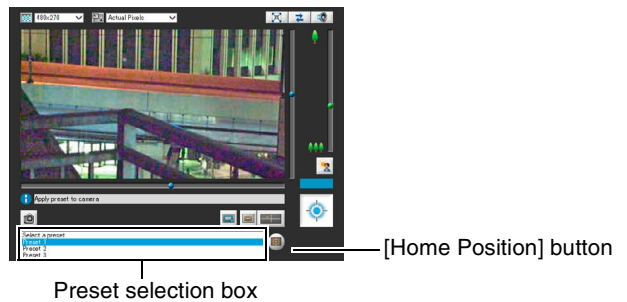 480x270
Actual Pixels
Apply preset to camera
Select a preset
Preset 1
Preset 2
Preset 3
[Home Position] button
Preset selection box